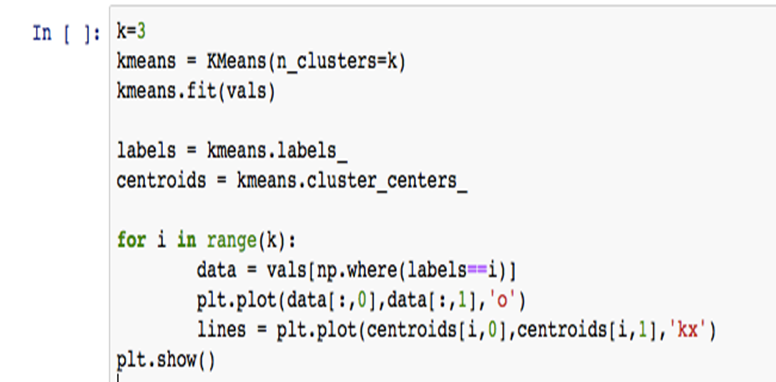 In [ ]: k=3
kmeans = KMeans(n_clusters=k)
kmeans.fit(vals)

labels = kmeans.labels_
centroids = kmeans.cluster_centers_

for i in range(k):
        data = vals[np.where(labels==i)]
        plt.plot(data[:,0],data[:,1],'o')
        lines = plt.plot(centroids[i,0],centroids[i,1],'kx')
plt.show()